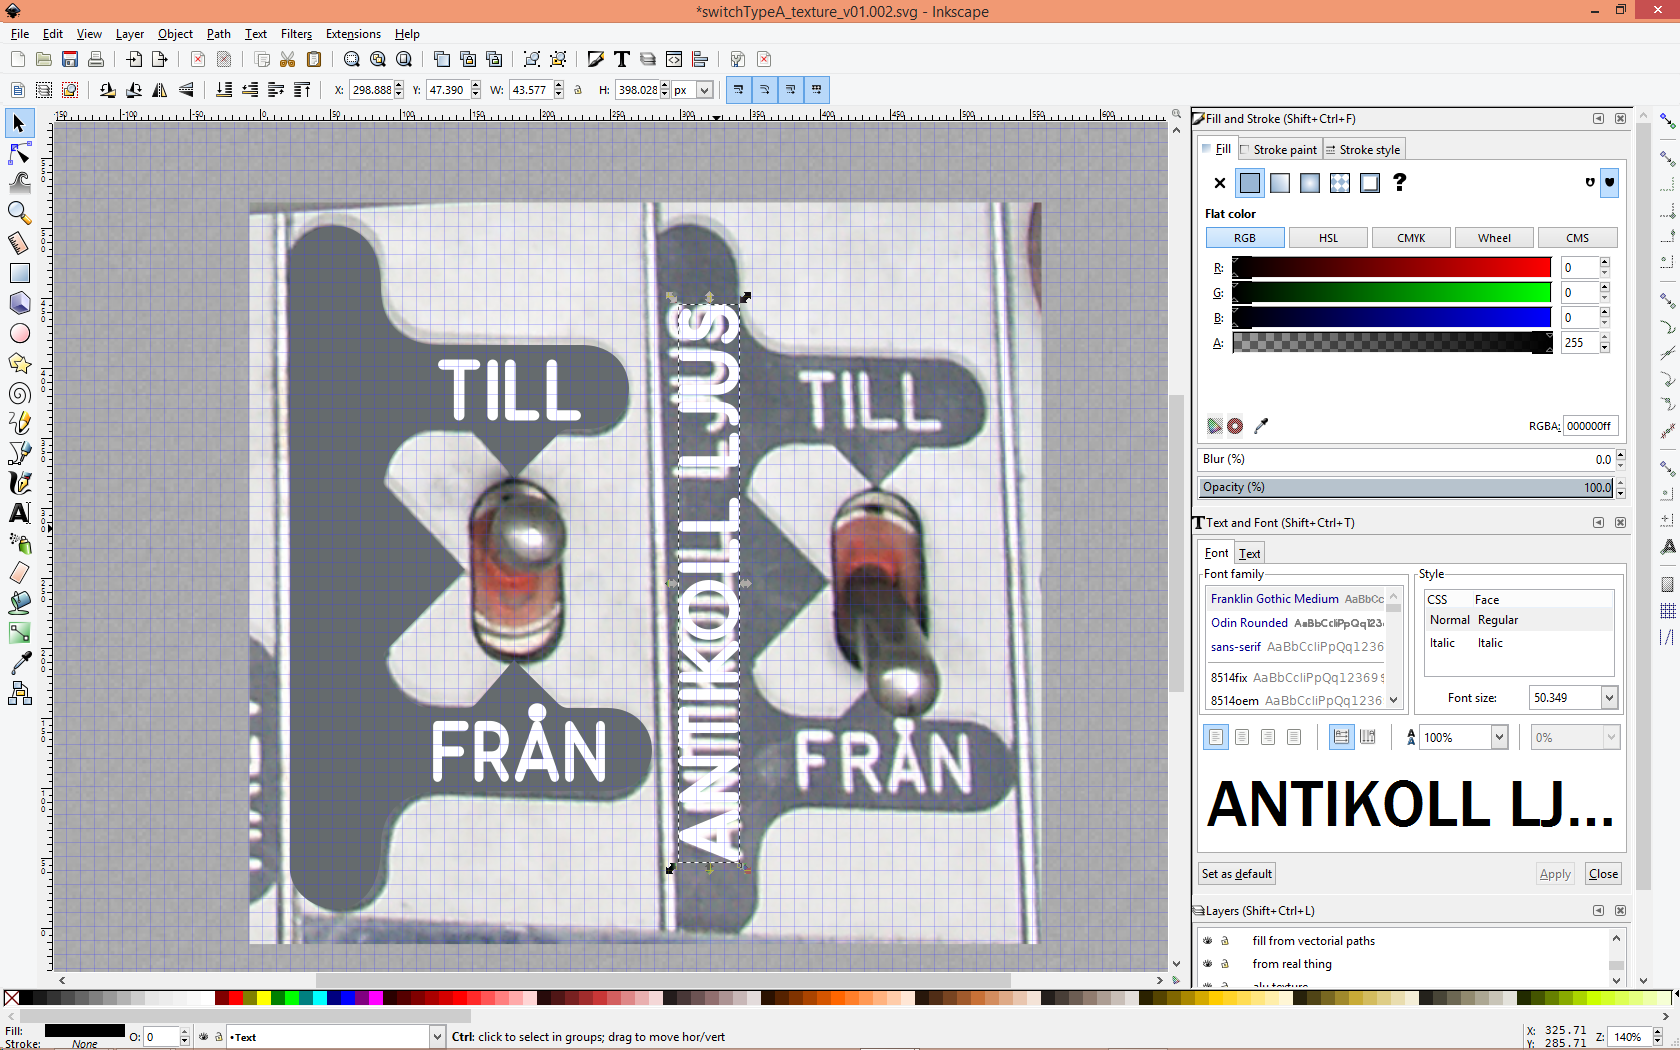 *switchTypeA_texture_v01.002.svg - Inkscape
File Edit View Layer Object Path Text Filters Extensions Help
X: 298.888 Y: 47.390 W: 43.577 H: 398.028 px
Fill and Stroke (Shift+Ctrl+F)
Fill Stroke paint Stroke style
?
Flat color
RGB HSL CMYK Wheel CMS
R: 0
G: 0
B: 0
A: 255
RGBA: 000000ff
Blur (%) 0.0
Opacity (%) 100.0
Text and Font (Shift+Ctrl+T)
Font Text
Font family Style
Franklin Gothic Medium AaBbCc
Odin Rounded AaBbCcIiPpQq123
sans-serif AaBbCcIiPpQq1236
8514fix AaBbCcIiPpQq12369$
8514oem AaBbCcIiPpQq12369
CSS Face
Normal Regular
Italic Italic
Font size: 50.349
100% 0%
ANTIKOLL LJ...
Set as default Apply Close
Layers (Shift+Ctrl+L)
fill from vectorial paths
from real thing
alu texture
TILL
FRÅN
ANTIKOLL LJUS
TILL
FRÅN
Fill:
Stroke: None
O: 0
•Text
Ctrl: click to select in groups; drag to move hor/vert
X: 325.71
Y: 285.71
Z: 140%